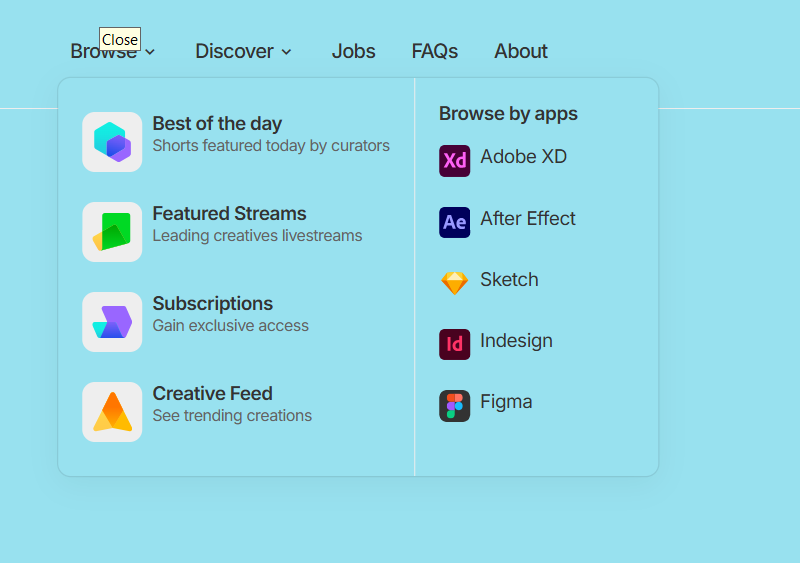 Close
Browse
Discover
Jobs
FAQs
About
Best of the day
Shorts featured today by curators
Featured Streams
Leading creatives livestreams
Subscriptions
Gain exclusive access
Creative Feed
See trending creations
Browse by apps
Xd Adobe XD
Ae After Effect
Sketch
Id Indesign
Figma